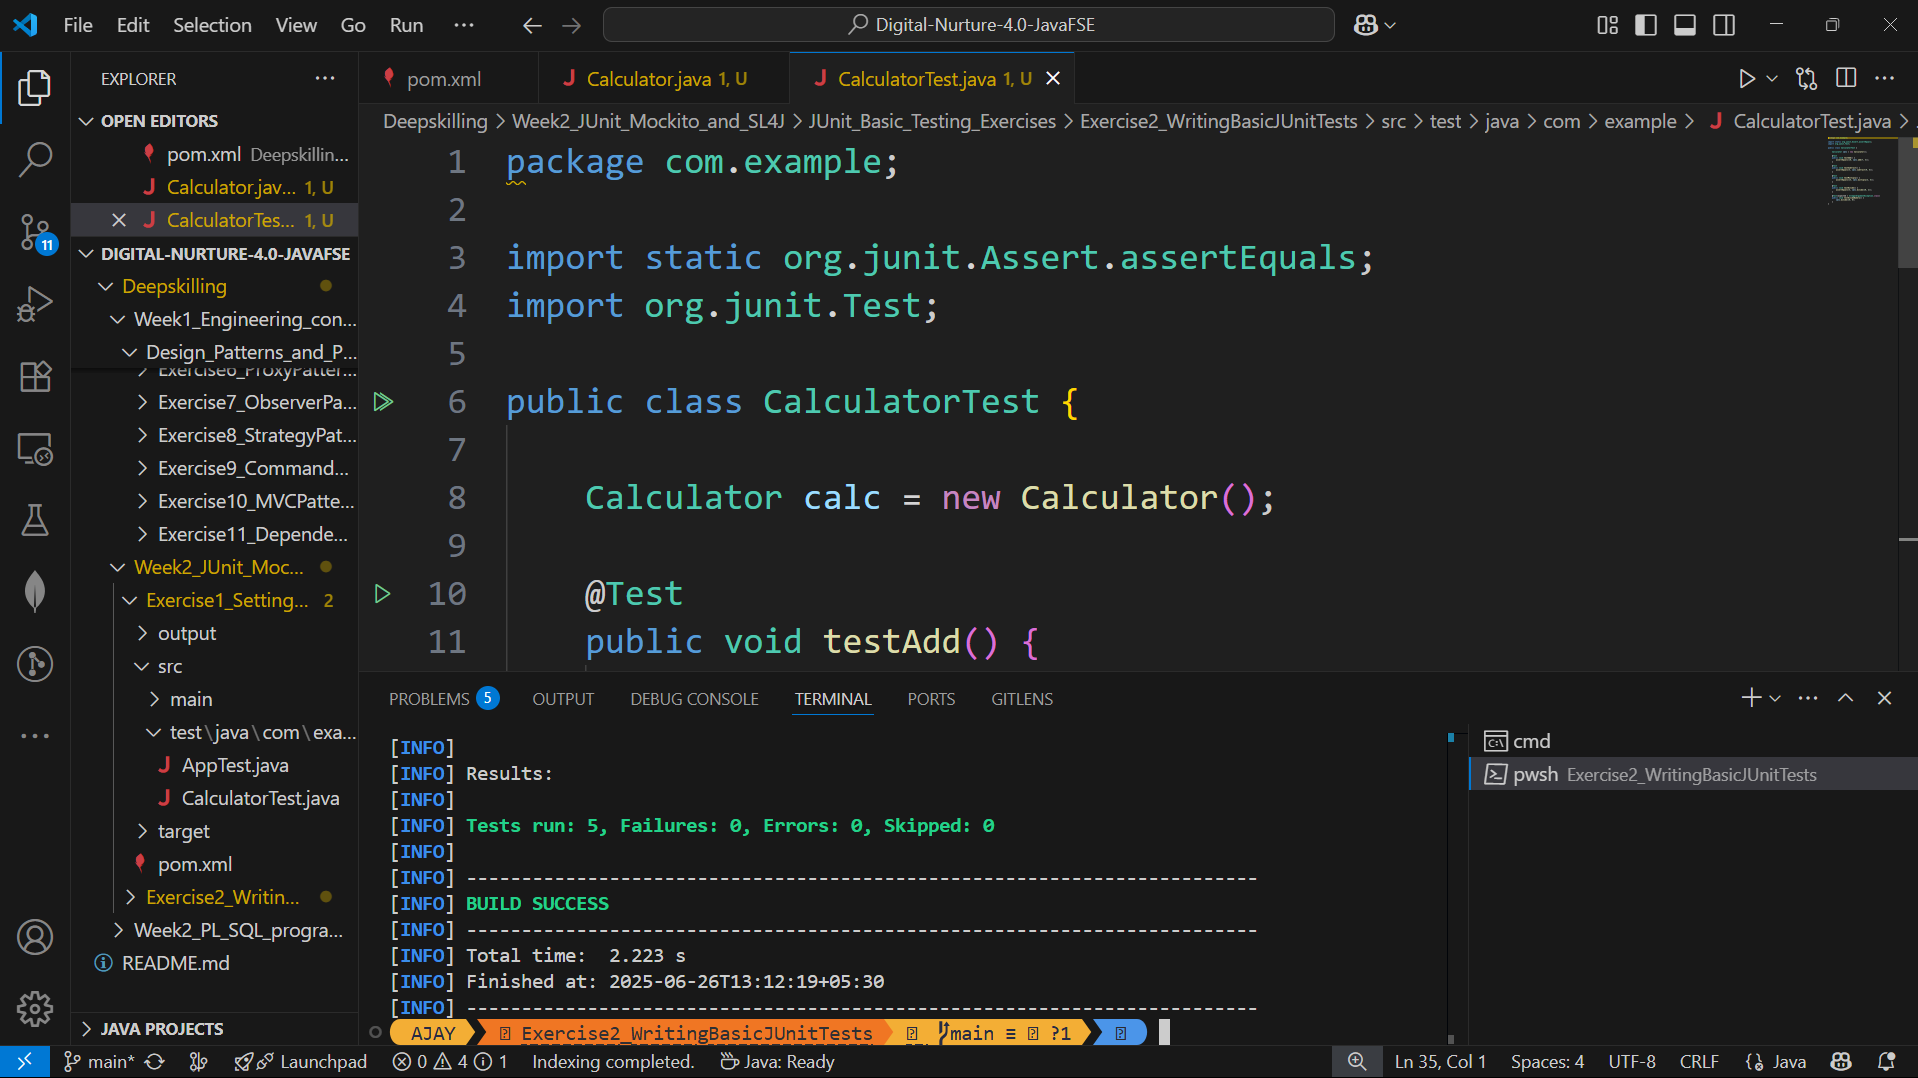 File Edit Selection View Go Run ··· Digital-Nurture-4.0-JavaFSE
EXPLORER
OPEN EDITORS
pom.xml Deepskillin...
Calculator.jav... 1, U
CalculatorTes... 1, U
DIGITAL-NURTURE-4.0-JAVAFSE
Deepskilling
Week1_Engineering_con...
Design_Patterns_and_P...
Exercise6_ProxyPatter...
Exercise7_ObserverPa...
Exercise8_StrategyPat...
Exercise9_Command...
Exercise10_MVCPatte...
Exercise11_Depende...
Week2_JUnit_Moc...
Exercise1_Setting... 2
output
src
main
test\java\com\exa...
AppTest.java
CalculatorTest.java
target
pom.xml
Exercise2_Writin...
Week2_PL_SQL_progra...
README.md
JAVA PROJECTS
11
pom.xml
Calculator.java 1, U
CalculatorTest.java 1, U
Deepskilling > Week2_JUnit_Mockito_and_SL4J > JUnit_Basic_Testing_Exercises > Exercise2_WritingBasicJUnitTests > src > test > java > com > example > CalculatorTest.java >
1 package com.example;
2
3 import static org.junit.Assert.assertEquals;
4 import org.junit.Test;
5
6 public class CalculatorTest {
7
8 Calculator calc = new Calculator();
9
10 @Test
11 public void testAdd() {
PROBLEMS 5 OUTPUT DEBUG CONSOLE TERMINAL PORTS GITLENS
[INFO]
[INFO] Results:
[INFO]
[INFO] Tests run: 5, Failures: 0, Errors: 0, Skipped: 0
[INFO]
[INFO] ------------------------------------------------------------------------
[INFO] BUILD SUCCESS
[INFO] ------------------------------------------------------------------------
[INFO] Total time:  2.223 s
[INFO] Finished at: 2025-06-26T13:12:19+05:30
[INFO] ------------------------------------------------------------------------
AJAY Exercise2_WritingBasicJUnitTests main ≡ ?1
cmd
pwsh Exercise2_WritingBasicJUnitTests
main* Launchpad 0 4 1 Indexing completed. Java: Ready Ln 35, Col 1 Spaces: 4 UTF-8 CRLF {} Java